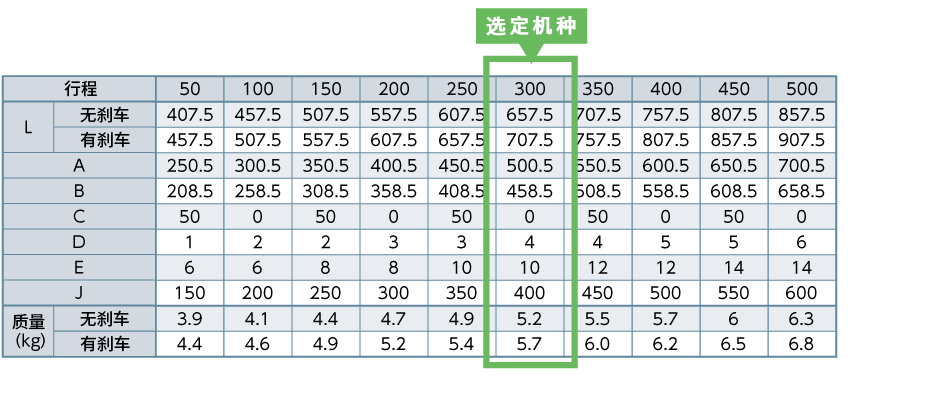 选定机种
行程 50 100 150 200 250 300 350 400 450 500
L 无刹车 407.5 457.5 507.5 557.5 607.5 657.5 707.5 757.5 807.5 857.5
有刹车 457.5 507.5 557.5 607.5 657.5 707.5 757.5 807.5 857.5 907.5
A 250.5 300.5 350.5 400.5 450.5 500.5 550.5 600.5 650.5 700.5
B 208.5 258.5 308.5 358.5 408.5 458.5 508.5 558.5 608.5 658.5
C 50 0 50 0 50 0 50 0 50 0
D 1 2 2 3 3 4 4 5 5 6
E 6 6 8 8 10 10 12 12 14 14
J 150 200 250 300 350 400 450 500 550 600
质量 (kg) 无刹车 3.9 4.1 4.4 4.7 4.9 5.2 5.5 5.7 6 6.3
有刹车 4.4 4.6 4.9 5.2 5.4 5.7 6.0 6.2 6.5 6.8